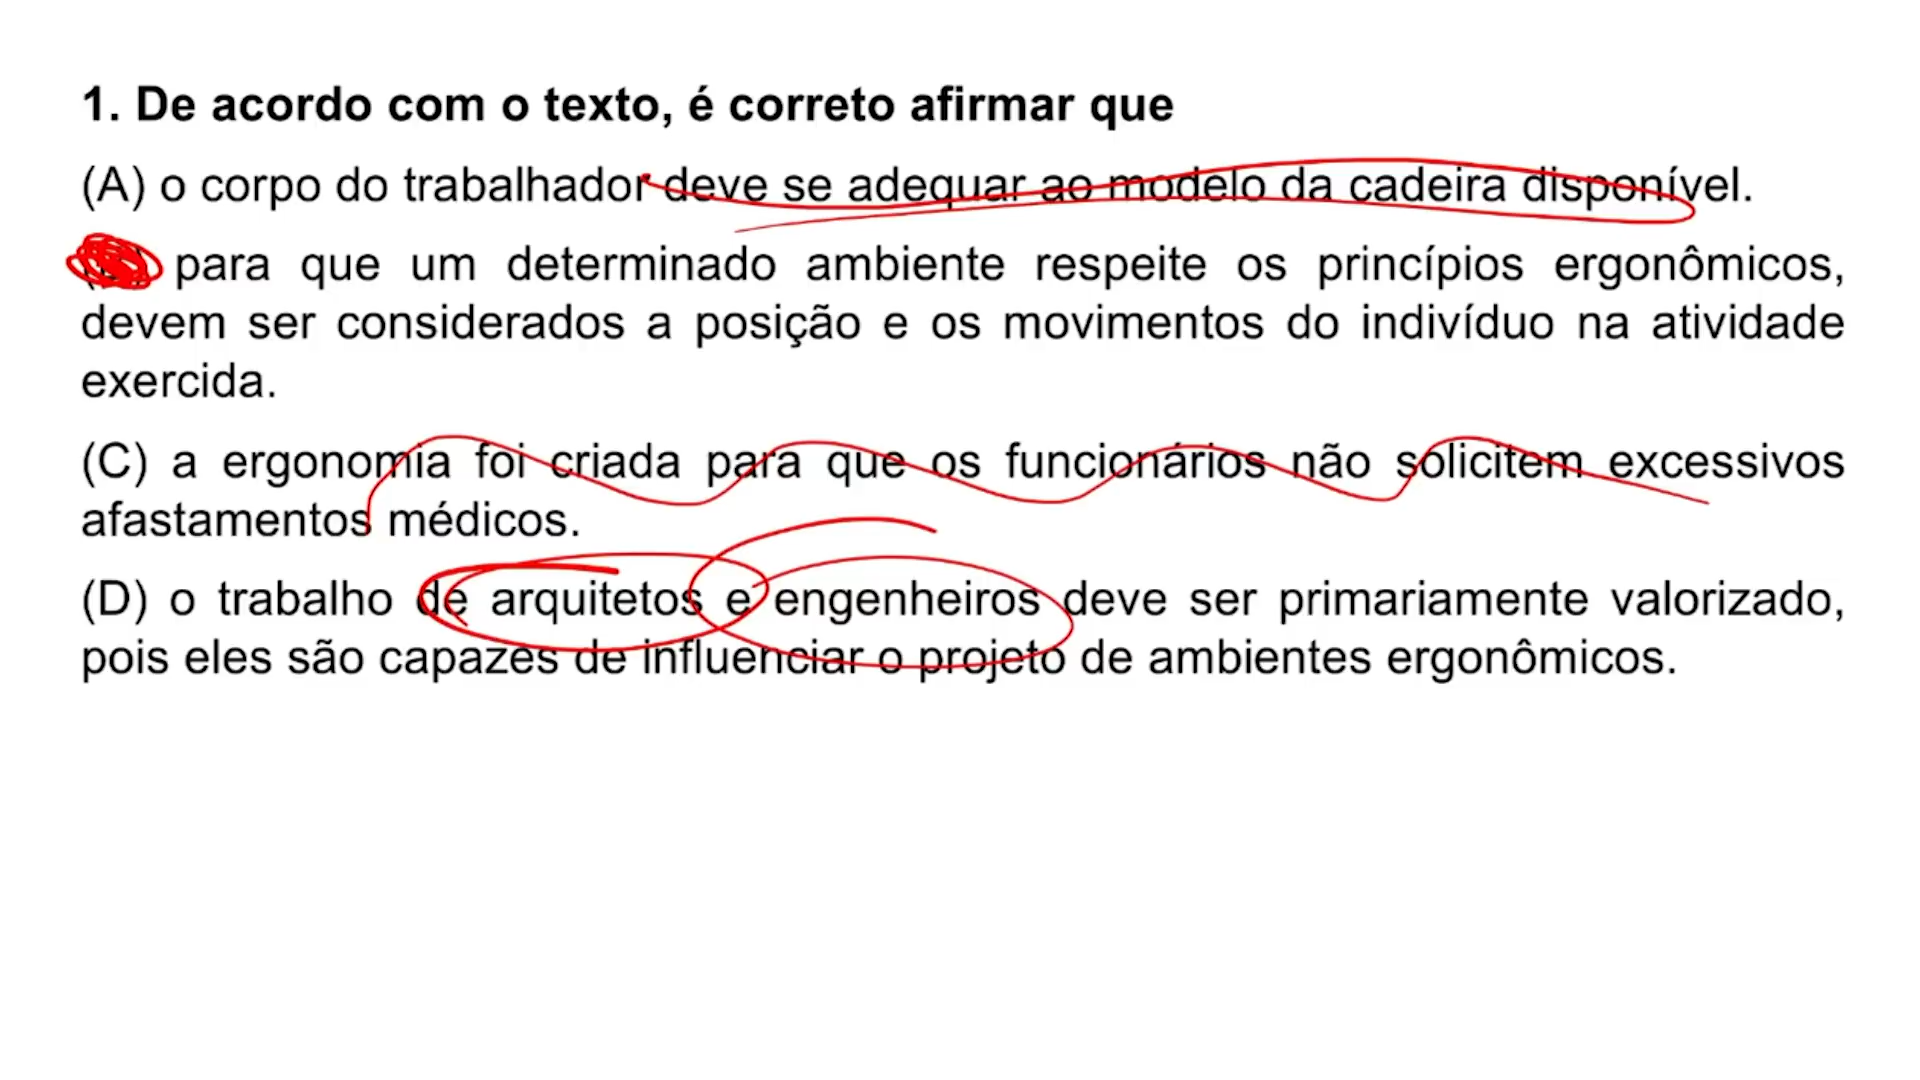 1. De acordo com o texto, é correto afirmar que
(A) o corpo do trabalhador deve se adequar ao modelo da cadeira disponível.
para que um determinado ambiente respeite os princípios ergonômicos,
devem ser considerados a posição e os movimentos do indivíduo na atividade
exercida.
(C) a ergonomia foi criada para que os funcionários não solicitem excessivos
afastamentos médicos.
(D) o trabalho de arquitetos e engenheiros deve ser primariamente valorizado,
pois eles são capazes de influenciar o projeto de ambientes ergonômicos.